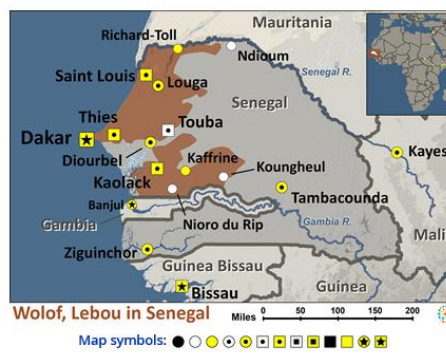 Mauritania
Richard-Toll
Ndioum
Senegal R.
Saint Louis
Louga
Senegal
Thies
Touba
Dakar
Diourbel
Kaffrine
Kayes
Koungheul
Kaolack
Tambacounda
Banjul
Gambia
Nioro du Rip
Gambia R.
Mali
Ziguinchor
Guinea Bissau
Guinea
Bissau
Wolof, Lebou in Senegal
Miles 0 50 100 150 200
Map symbols: